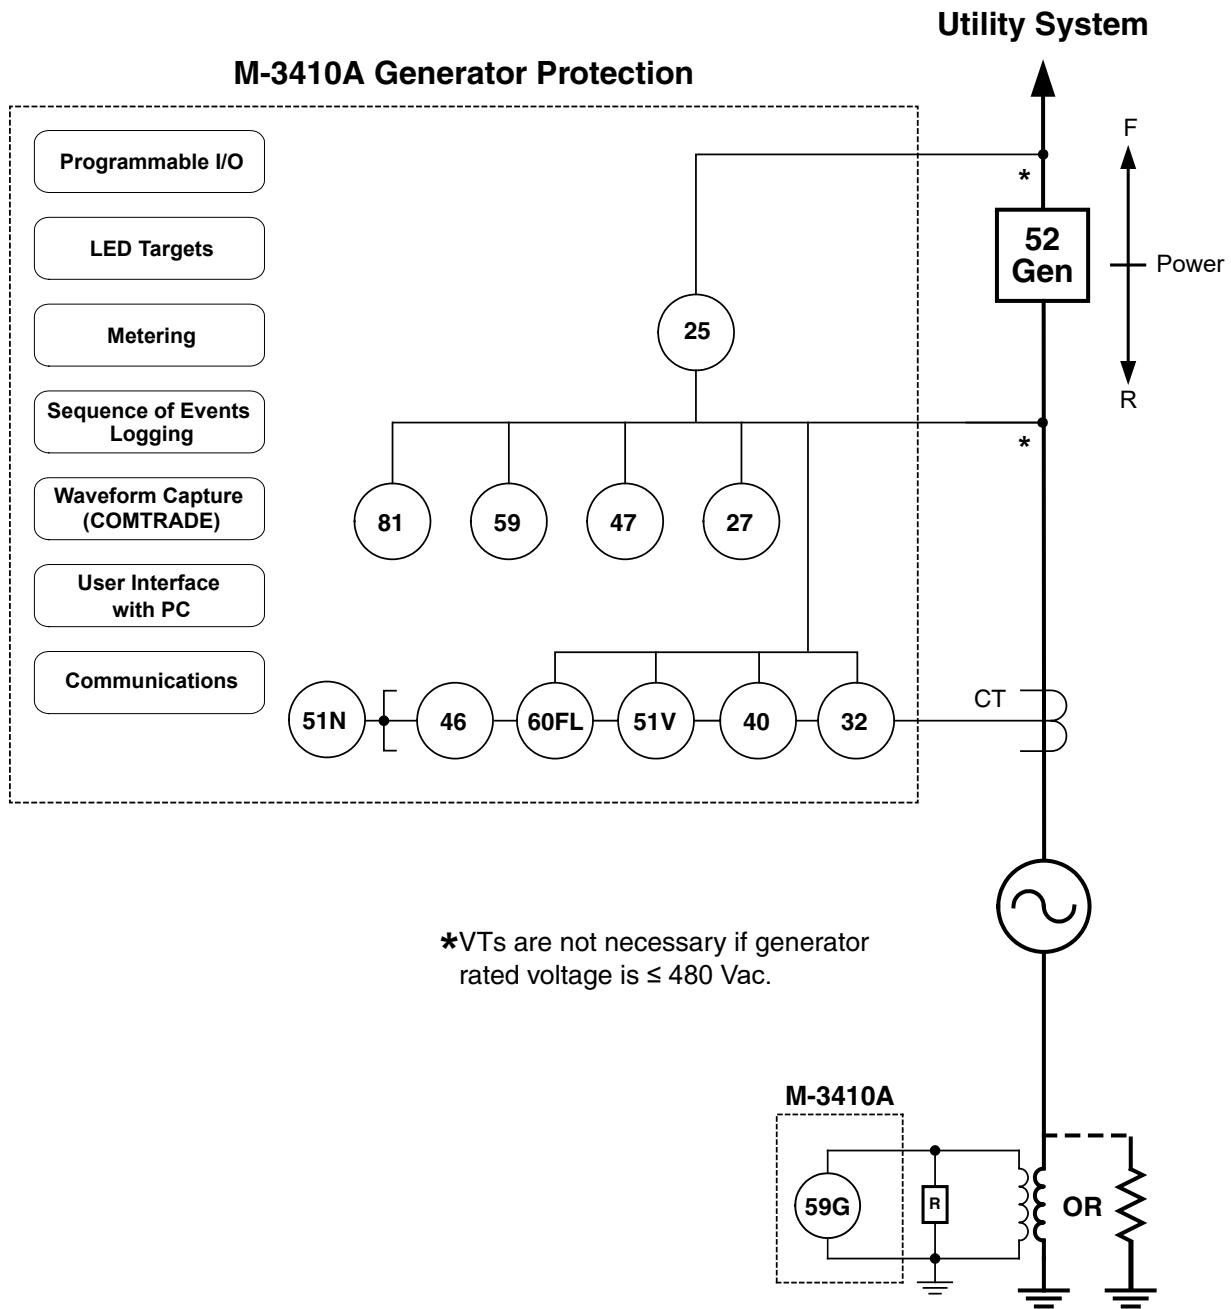 Utility System
M-3410A Generator Protection
Programmable I/O
LED Targets
Metering
Sequence of Events
Logging
Waveform Capture
(COMTRADE)
User Interface
with PC
Communications
F
*
52
Gen
Power
R
25
*
81
59
47
27
51N
46
60FL
51V
40
32
CT
*VTs are not necessary if generator
rated voltage is ≤ 480 Vac.
M-3410A
59G
R
OR